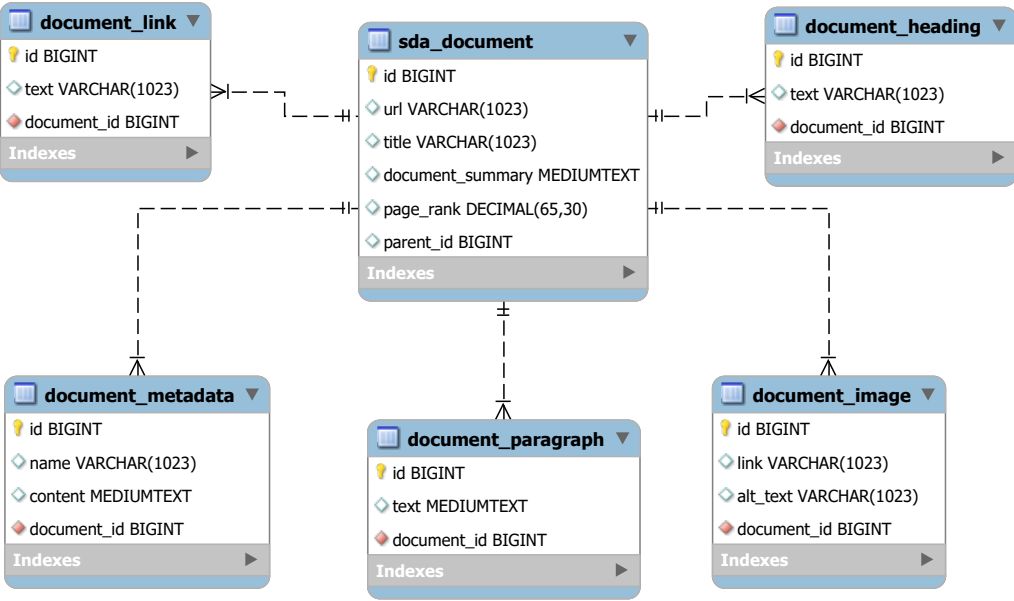 document_link
id BIGINT
text VARCHAR(1023)
document_id BIGINT
Indexes
sda_document
id BIGINT
url VARCHAR(1023)
title VARCHAR(1023)
document_summary MEDIUMTEXT
page_rank DECIMAL(65,30)
parent_id BIGINT
Indexes
document_heading
id BIGINT
text VARCHAR(1023)
document_id BIGINT
Indexes
document_metadata
id BIGINT
name VARCHAR(1023)
content MEDIUMTEXT
document_id BIGINT
Indexes
document_paragraph
id BIGINT
text MEDIUMTEXT
document_id BIGINT
Indexes
document_image
id BIGINT
link VARCHAR(1023)
alt_text VARCHAR(1023)
document_id BIGINT
Indexes